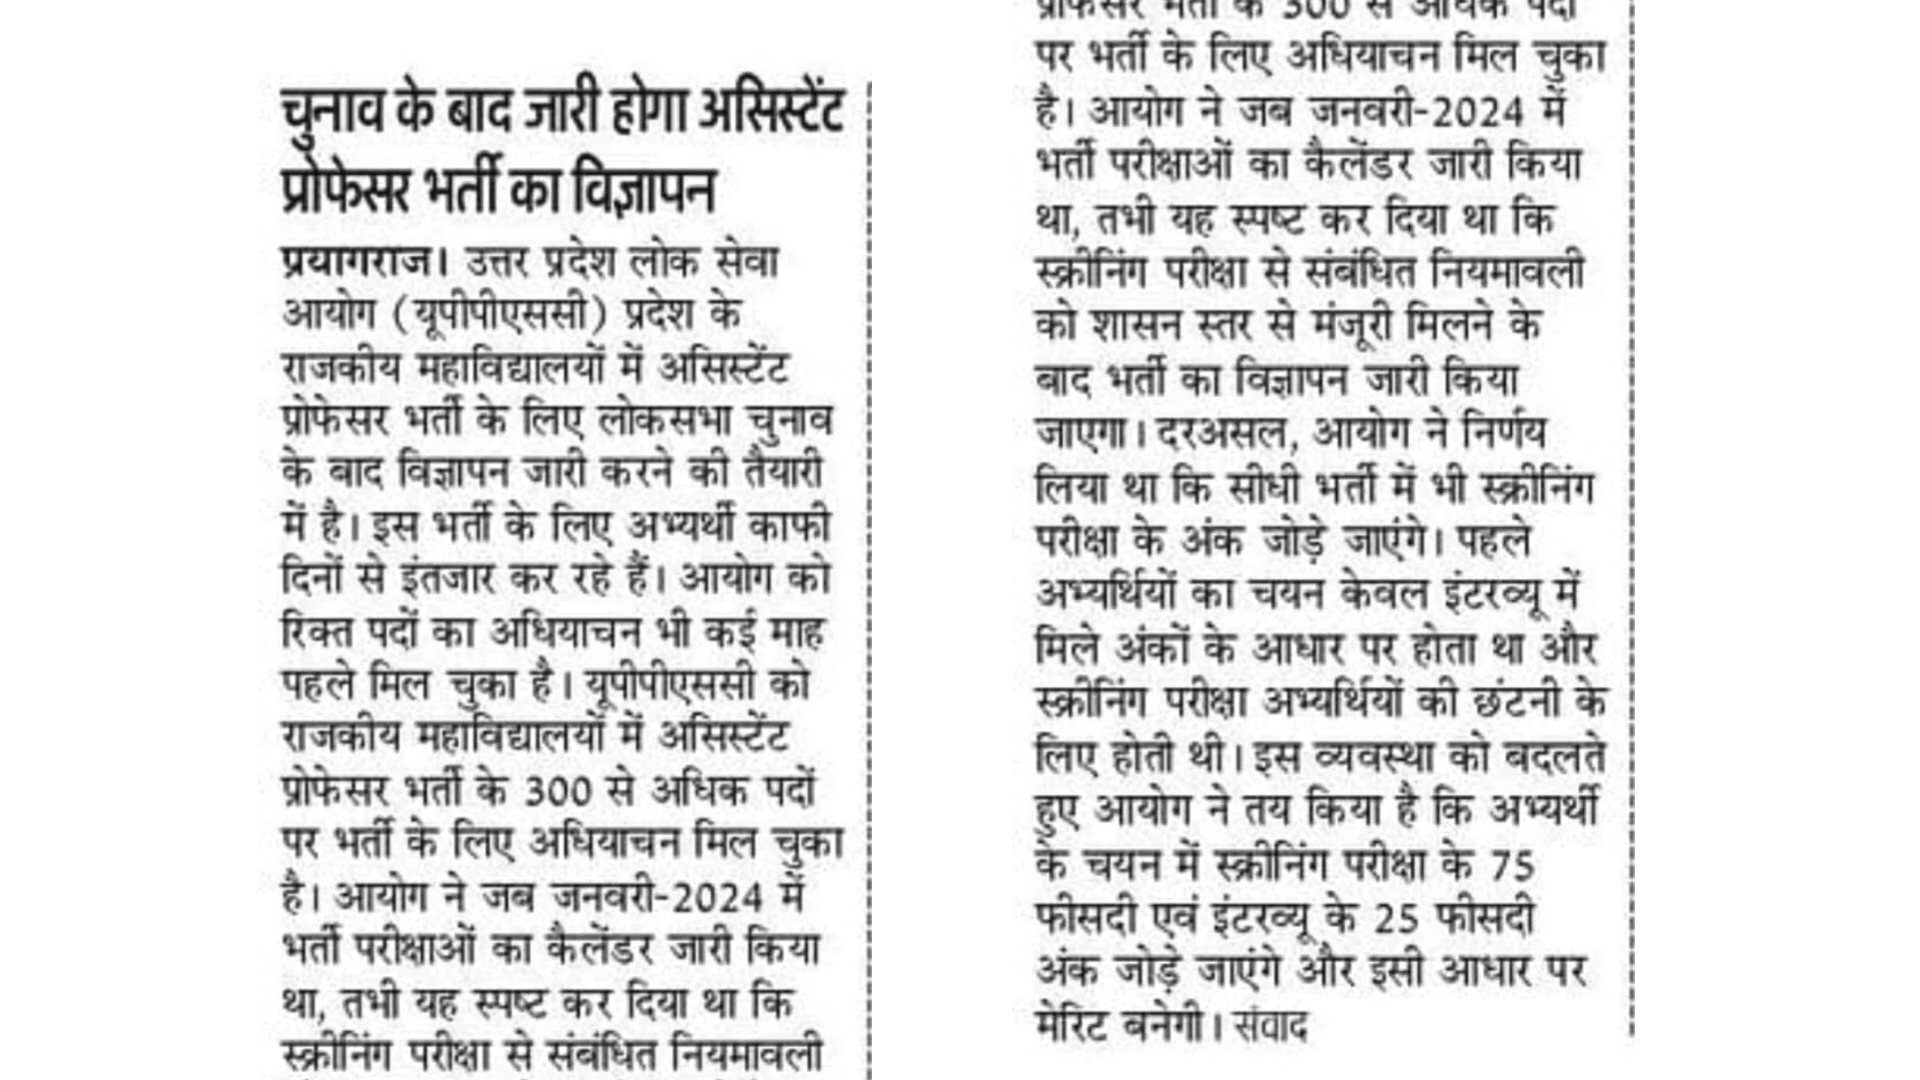 चुनाव के बाद जारी होगा असिस्टेंट
प्रोफेसर भर्ती का विज्ञापन
प्रयागराज। उत्तर प्रदेश लोक सेवा
आयोग (यूपीपीएससी) प्रदेश के
राजकीय महाविद्यालयों में असिस्टेंट
प्रोफेसर भर्ती के लिए लोकसभा चुनाव
के बाद विज्ञापन जारी करने की तैयारी
में है। इस भर्ती के लिए अभ्यर्थी काफी
दिनों से इंतजार कर रहे हैं। आयोग को
रिक्त पदों का अधियाचन भी कई माह
पहले मिल चुका है। यूपीपीएससी को
राजकीय महाविद्यालयों में असिस्टेंट
प्रोफेसर भर्ती के 300 से अधिक पदों
पर भर्ती के लिए अधियाचन मिल चुका
है। आयोग ने जब जनवरी-2024 में
भर्ती परीक्षाओं का कैलेंडर जारी किया
था, तभी यह स्पष्ट कर दिया था कि
स्क्रीनिंग परीक्षा से संबंधित नियमावली
प्रोफेसर भर्ती के 300 से अधिक पदों
पर भर्ती के लिए अधियाचन मिल चुका
है। आयोग ने जब जनवरी-2024 में
भर्ती परीक्षाओं का कैलेंडर जारी किया
था, तभी यह स्पष्ट कर दिया था कि
स्क्रीनिंग परीक्षा से संबंधित नियमावली
को शासन स्तर से मंजूरी मिलने के
बाद भर्ती का विज्ञापन जारी किया
जाएगा। दरअसल, आयोग ने निर्णय
लिया था कि सीधी भर्ती में भी स्क्रीनिंग
परीक्षा के अंक जोड़े जाएंगे। पहले
अभ्यर्थियों का चयन केवल इंटरव्यू में
मिले अंकों के आधार पर होता था और
स्क्रीनिंग परीक्षा अभ्यर्थियों की छंटनी के
लिए होती थी। इस व्यवस्था को बदलते
हुए आयोग ने तय किया है कि अभ्यर्थी
के चयन में स्क्रीनिंग परीक्षा के 75
फीसदी एवं इंटरव्यू के 25 फीसदी
अंक जोड़े जाएंगे और इसी आधार पर
मेरिट बनेगी। संवाद